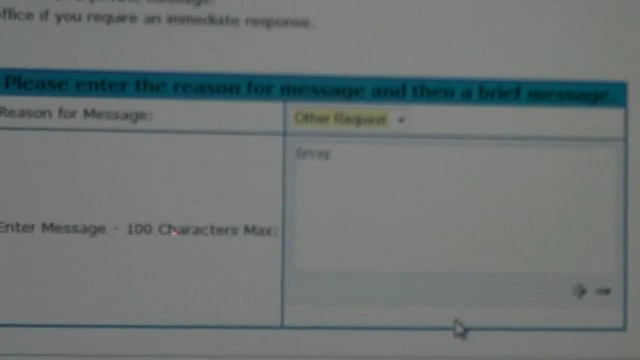 office if you require an immediate response.
Please enter the reason for message and then a brief message.
Reason for Message:
Other Request
fever
Enter Message - 100 Characters Max: